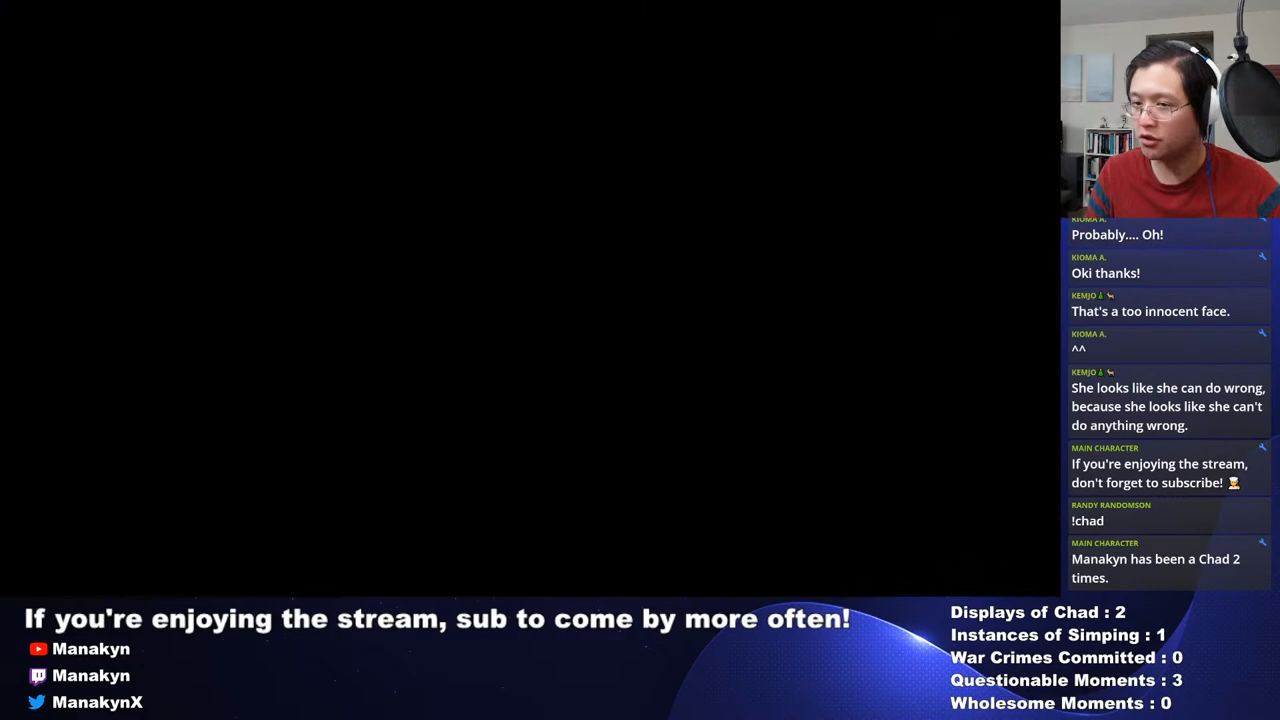 KIOMA A.
Probably.... Oh!
KIOMA A.
Oki thanks!
KEMJO
That's a too innocent face.
KIOMA A.
^^
KEMJO
She looks like she can do wrong,
because she looks like she can't
do anything wrong.
MAIN CHARACTER
If you're enjoying the stream,
don't forget to subscribe!
RANDY RANDOMSON
!chad
MAIN CHARACTER
Manakyn has been a Chad 2
times.
If you're enjoying the stream, sub to come by more often!
Manakyn
Manakyn
ManakynX
Displays of Chad : 2
Instances of Simping : 1
War Crimes Committed : 0
Questionable Moments : 3
Wholesome Moments : 0